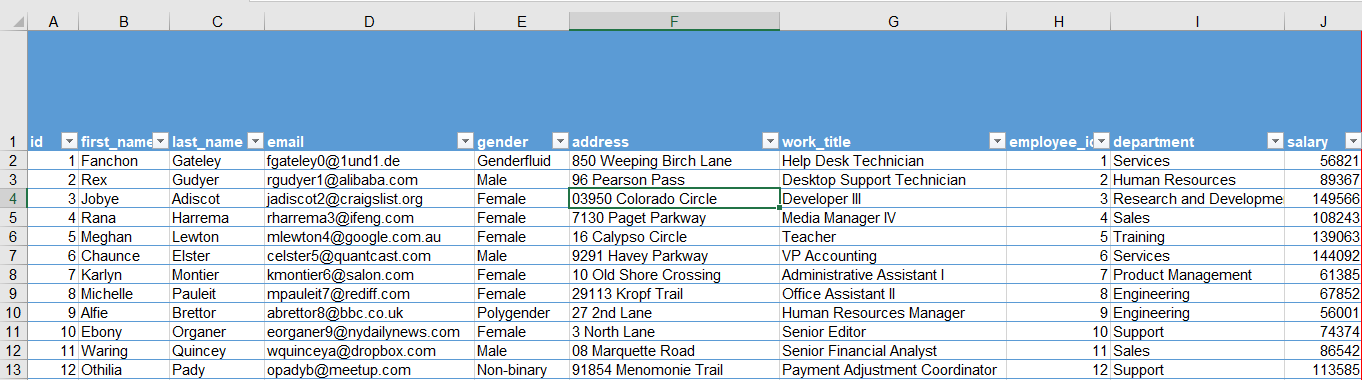 A B C D E F G H I J
1 id first_name last_name email gender address work_title employee_id department salary
2 1 Fanchon Gateley fgateley0@1und1.de Genderfluid 850 Weeping Birch Lane Help Desk Technician 1 Services 56821
3 2 Rex Gudyer rgudyer1@alibaba.com Male 96 Pearson Pass Desktop Support Technician 2 Human Resources 89367
4 3 Jobye Adiscot jadiscot2@craigslist.org Female 03950 Colorado Circle Developer III 3 Research and Developme 149566
5 4 Rana Harrema rharrema3@ifeng.com Female 7130 Paget Parkway Media Manager IV 4 Sales 108243
6 5 Meghan Lewton mlewton4@google.com.au Female 16 Calypso Circle Teacher 5 Training 139063
7 6 Chaunce Elster celster5@quantcast.com Male 9291 Havey Parkway VP Accounting 6 Services 144092
8 7 Karlyn Montier kmontier6@salon.com Female 10 Old Shore Crossing Administrative Assistant I 7 Product Management 61385
9 8 Michelle Pauleit mpauleit7@rediff.com Female 29113 Kropf Trail Office Assistant II 8 Engineering 67852
10 9 Alfie Brettor abrettor8@bbc.co.uk Polygender 27 2nd Lane Human Resources Manager 9 Engineering 56001
11 10 Ebony Organer eorganer9@nydailynews.com Female 3 North Lane Senior Editor 10 Support 74374
12 11 Waring Quincey wquinceya@dropbox.com Male 08 Marquette Road Senior Financial Analyst 11 Sales 86542
13 12 Othilia Pady opadyb@meetup.com Non-binary 91854 Menomonie Trail Payment Adjustment Coordinator 12 Support 113585